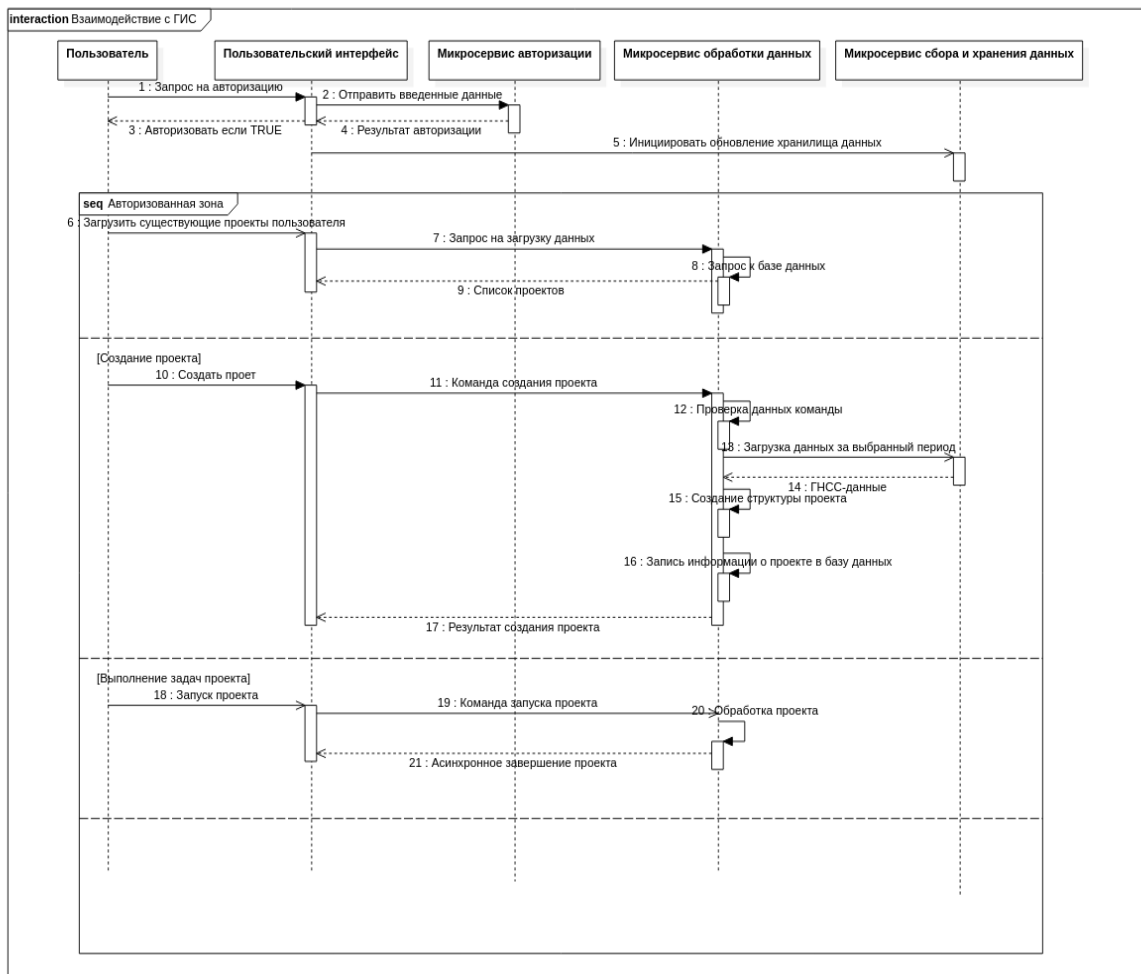 interaction Взаимодействие с ГИС
Пользователь
Пользовательский интерфейс
Микросервис авторизации
Микросервис обработки данных
Микросервис сбора и хранения данных
1 : Запрос на авторизацию
2 : Отправить введенные данные
3 : Авторизовать если TRUE
4 : Результат авторизации
5 : Инициировать обновление хранилища данных
seq Авторизованная зона
6 : Загрузить существующие проекты пользователя
7 : Запрос на загрузку данных
8 : Запрос к базе данных
9 : Список проектов
[Создание проекта]
10 : Создать проет
11 : Команда создания проекта
12 : Проверка данных команды
13 : Загрузка данных за выбранный период
14 : ГНСС-данные
15 : Создание структуры проекта
16 : Запись информации о проекте в базу данных
17 : Результат создания проекта
[Выполнение задач проекта]
18 : Запуск проекта
19 : Команда запуска проекта
20 : Обработка проекта
21 : Асинхронное завершение проекта